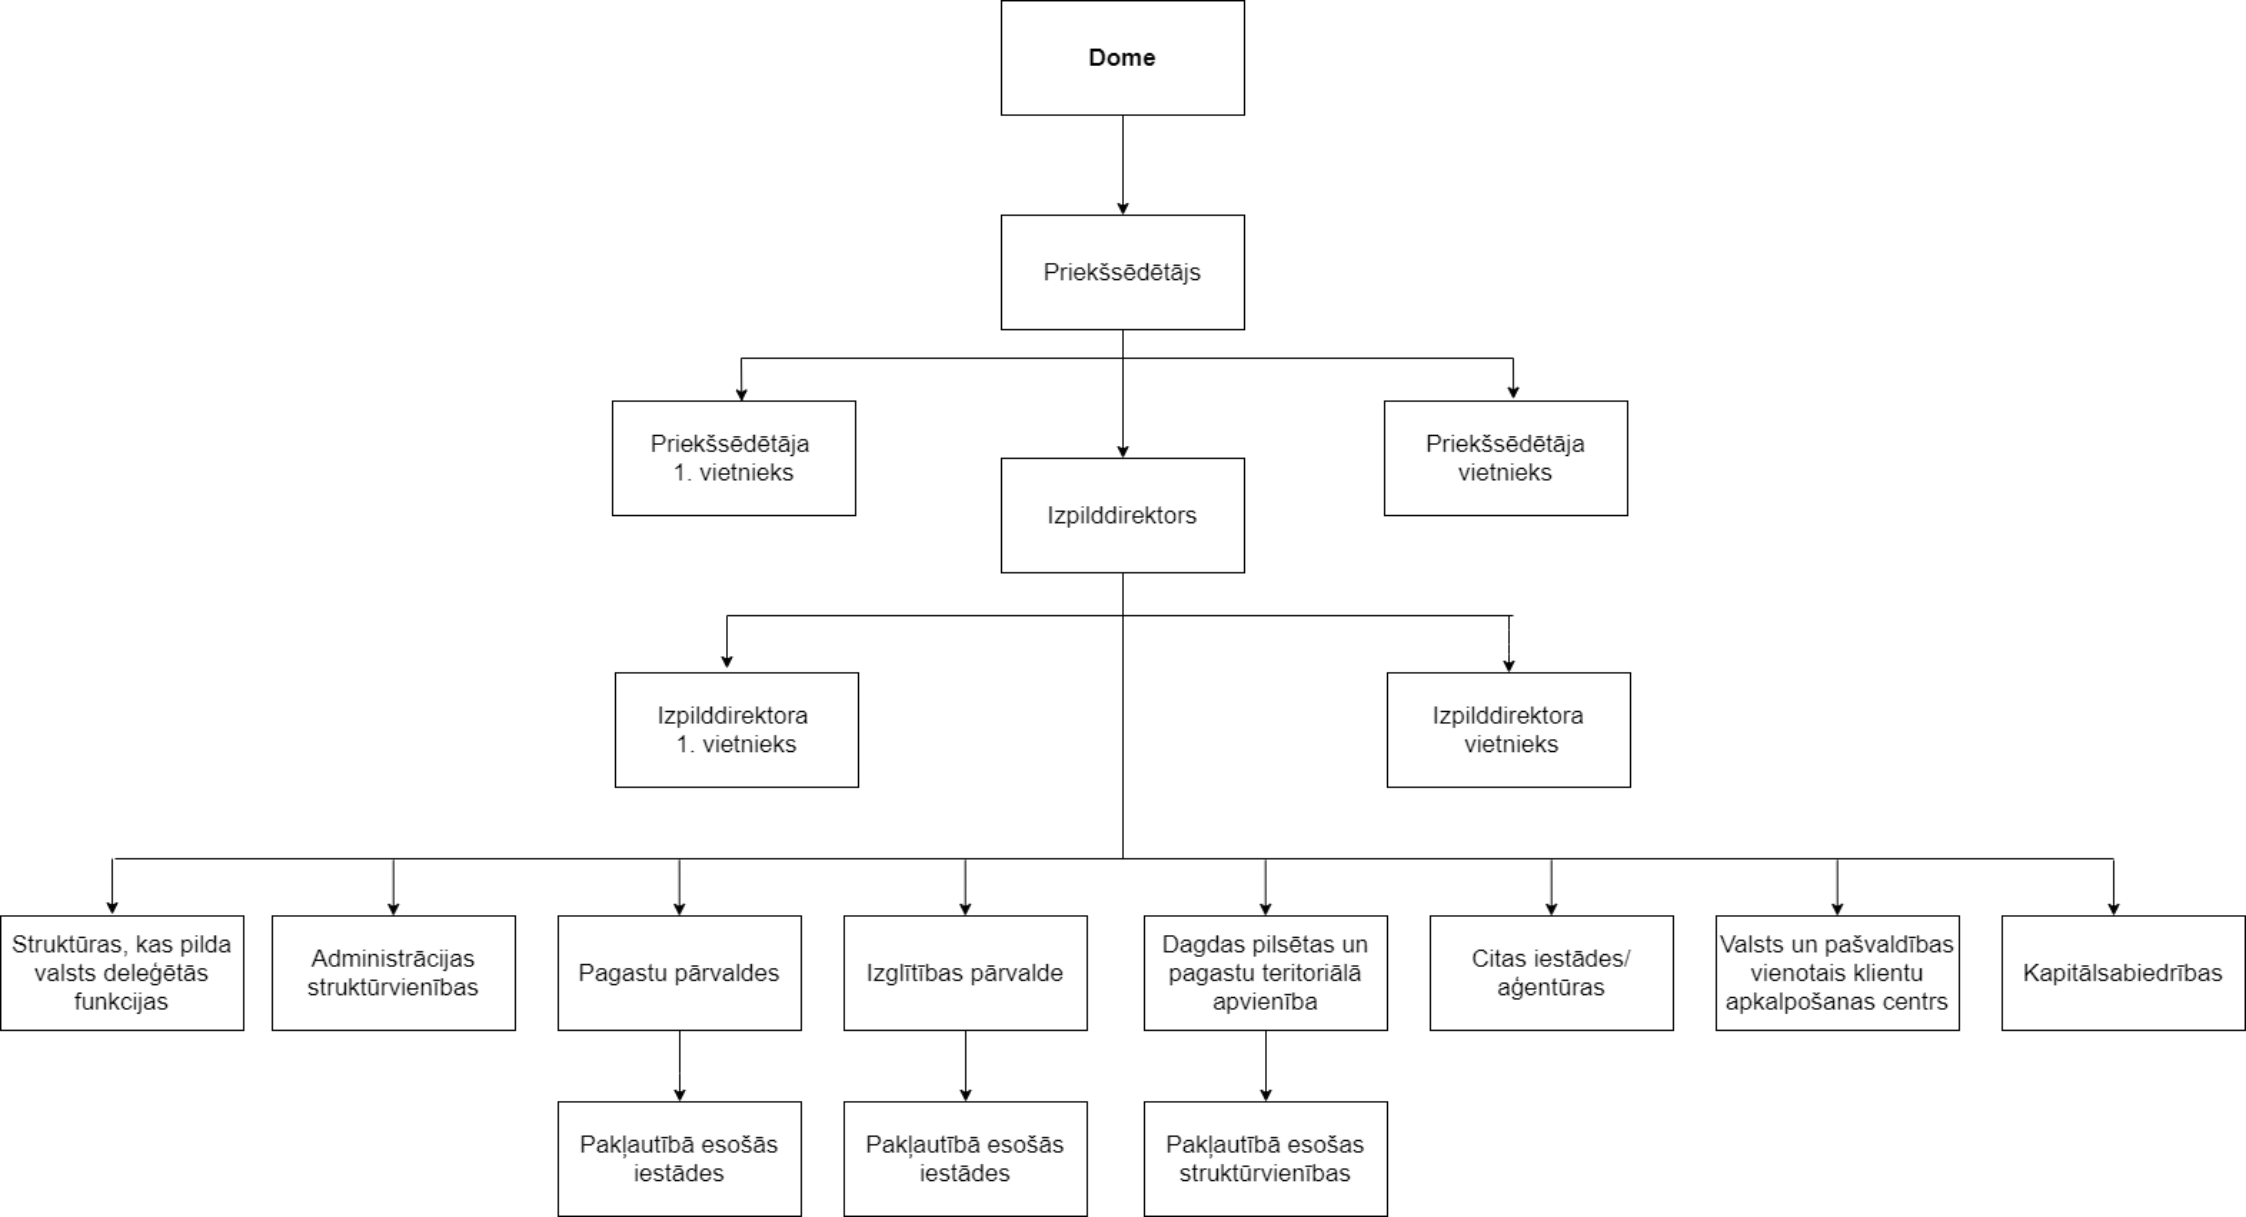 Dome
Priekšsēdētājs
Priekšsēdētāja
1. vietnieks
Priekšsēdētāja
vietnieks
Izpilddirektors
Izpilddirektora
1. vietnieks
Izpilddirektora
vietnieks
Struktūras, kas pilda
valsts deleģētās
funkcijas
Administrācijas
struktūrvienības
Pagastu pārvaldes
Izglītības pārvalde
Dagdas pilsētas un
pagastu teritoriālā
apvienība
Citas iestādes/
aģentūras
Valsts un pašvaldības
vienotais klientu
apkalpošanas centrs
Kapitālsabiedrības
Pakļautībā esošās
iestādes
Pakļautībā esošās
iestādes
Pakļautībā esošas
struktūrvienības